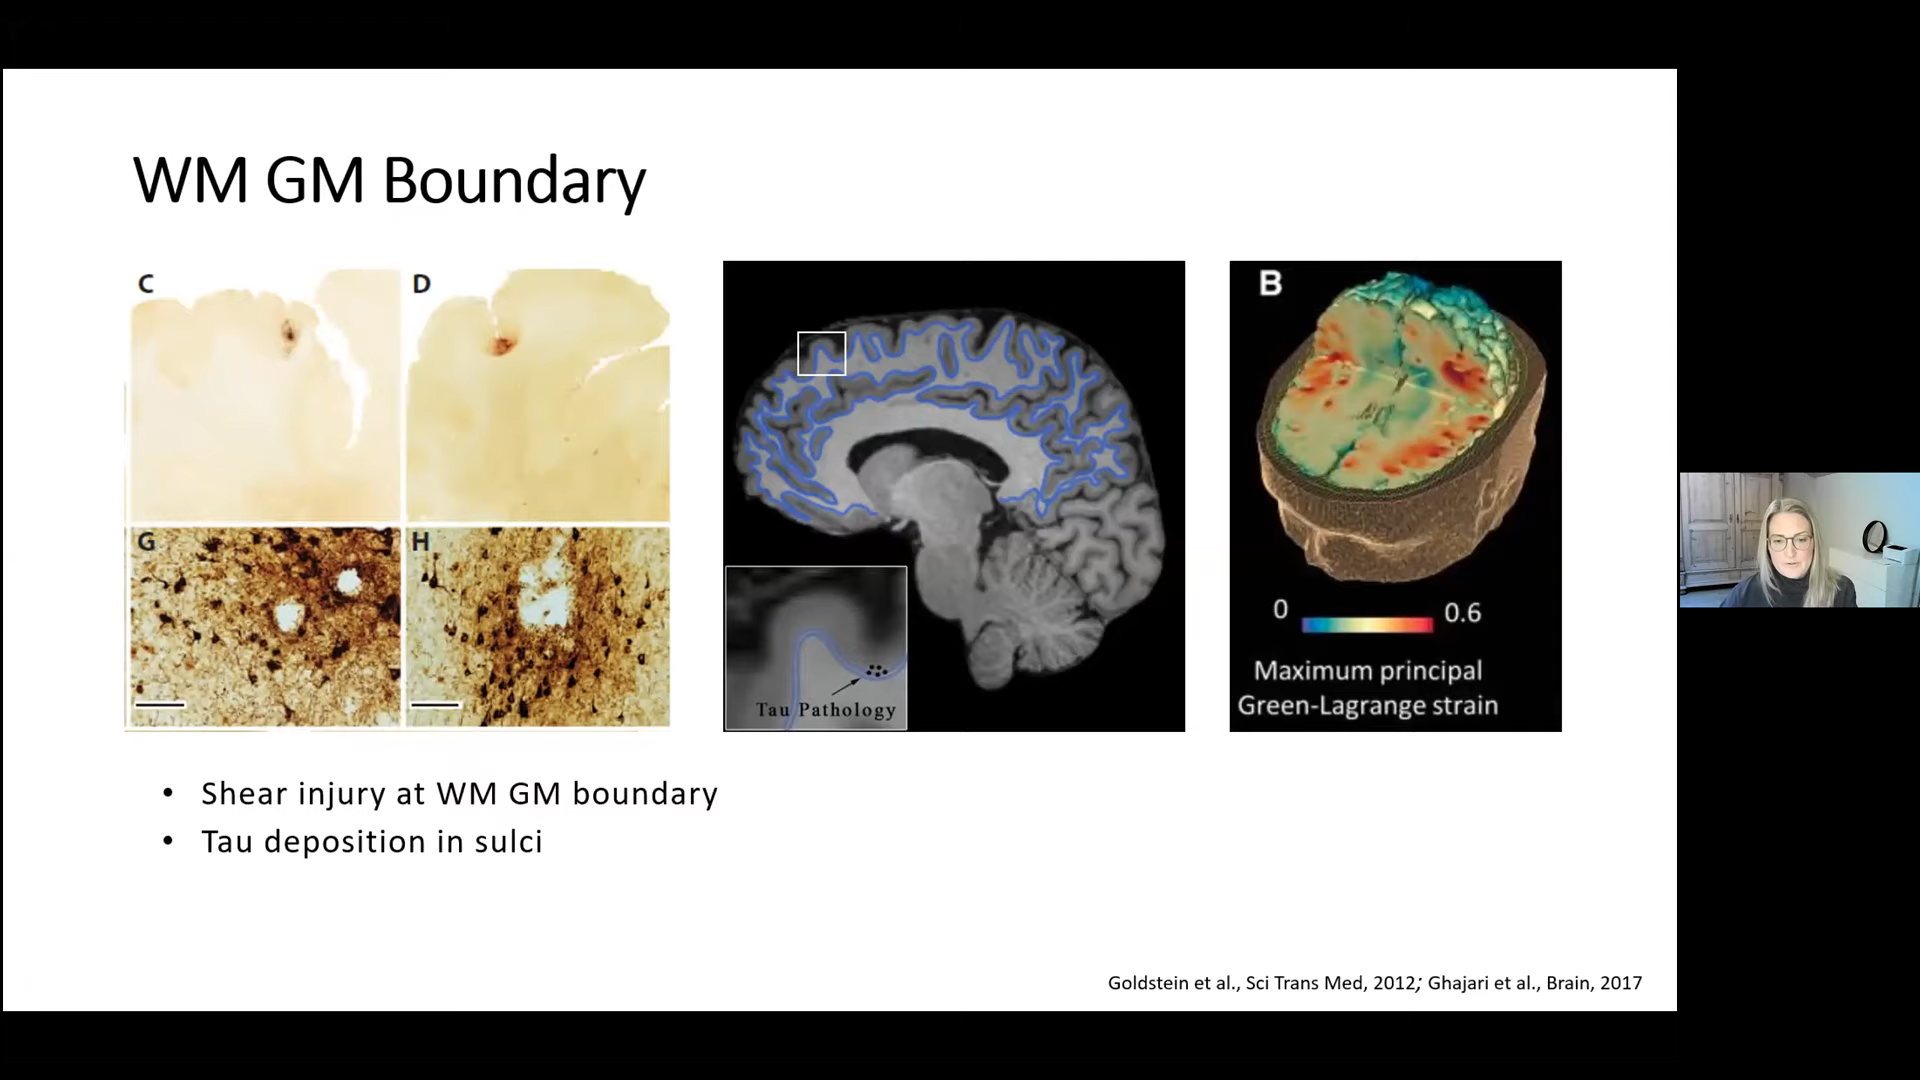 WM GM Boundary
C
D
G
H
Tau Pathology
B
0
0.6
Maximum principal
Green-Lagrange strain
• Shear injury at WM GM boundary
• Tau deposition in sulci
Goldstein et al., Sci Trans Med, 2012; Ghajari et al., Brain, 2017